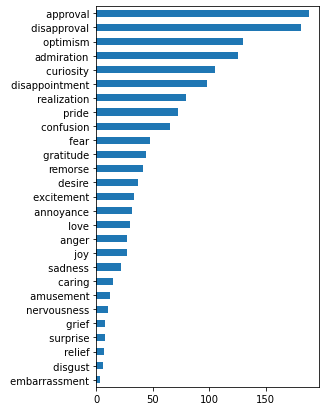 approval
disapproval
optimism
admiration
curiosity
disappointment
realization
pride
confusion
fear
gratitude
remorse
desire
excitement
annoyance
love
anger
joy
sadness
caring
amusement
nervousness
grief
surprise
relief
disgust
embarrassment
0 50 100 150